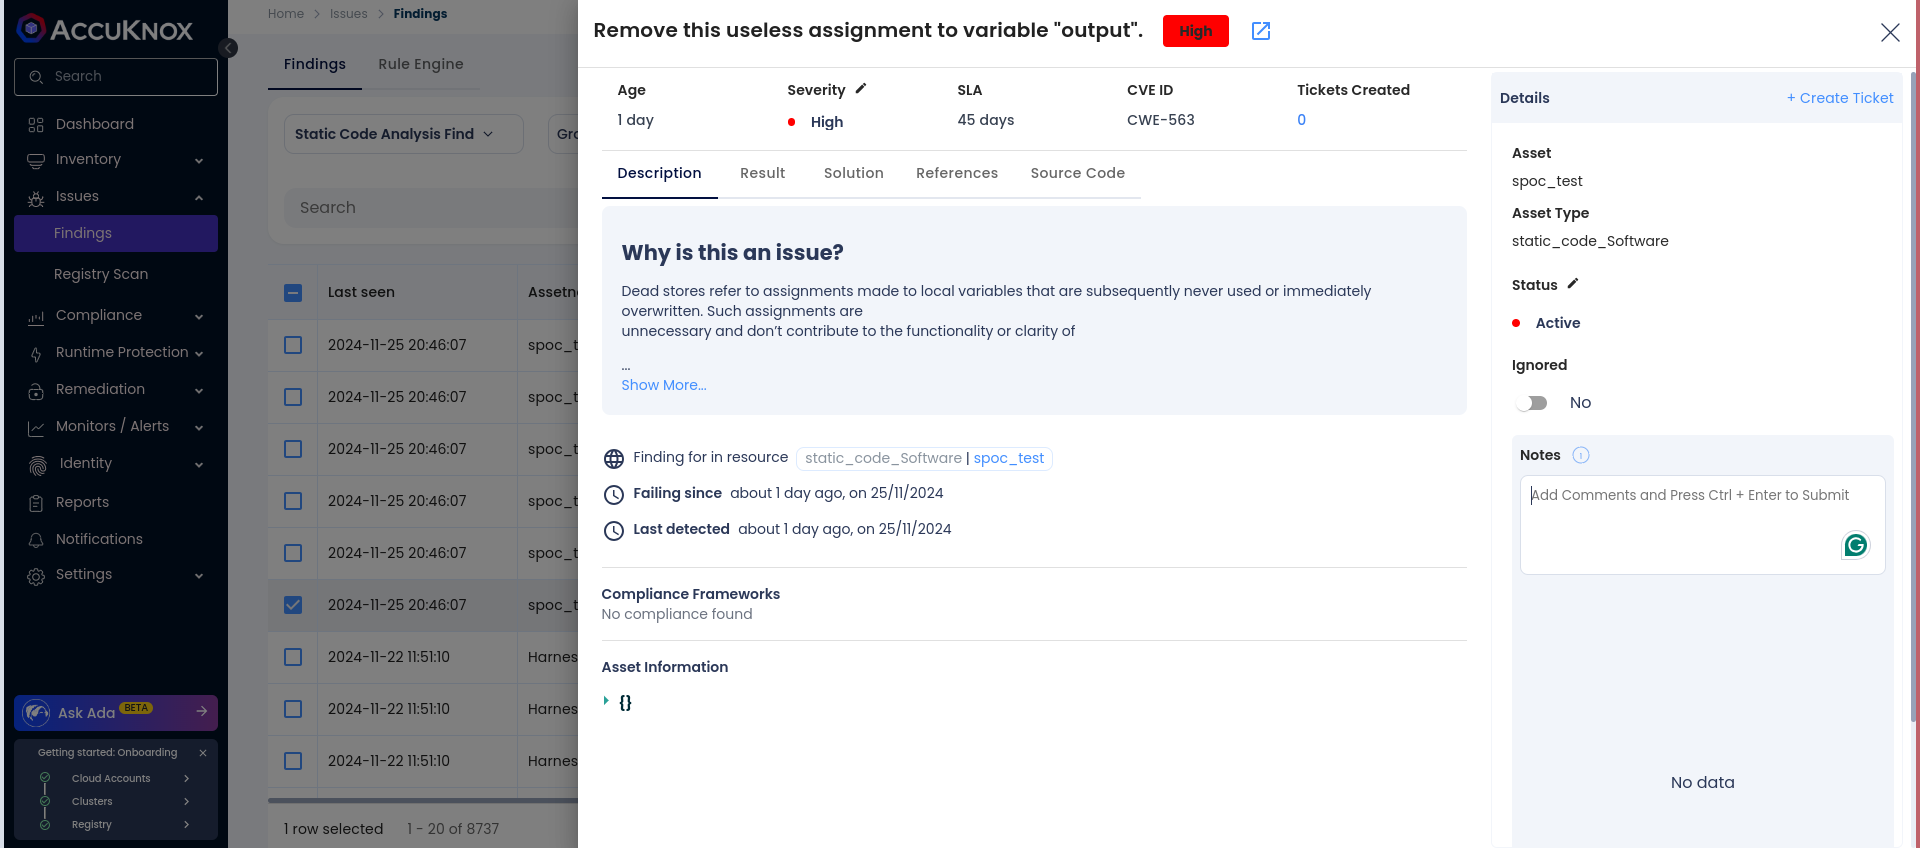 ACCUKNOX
Search
Dashboard
Inventory
Issues
Findings
Registry Scan
Compliance
Runtime Protection
Remediation
Monitors / Alerts
Identity
Reports
Notifications
Settings
Ask Ada BETA
Getting started: Onboarding
Cloud Accounts
Clusters
Registry
Home > Issues > Findings
Findings Rule Engine
Static Code Analysis Find
Search
Last seen
2024-11-25 20:46:07
2024-11-25 20:46:07
2024-11-25 20:46:07
2024-11-25 20:46:07
2024-11-25 20:46:07
2024-11-25 20:46:07
2024-11-22 11:51:10
2024-11-22 11:51:10
2024-11-22 11:51:10
1 row selected 1 - 20 of 8737
Remove this useless assignment to variable "output". High
Age Severity SLA CVE ID Tickets Created
1 day High 45 days CWE-563 0
Description Result Solution References Source Code
Why is this an issue?
Dead stores refer to assignments made to local variables that are subsequently never used or immediately
overwritten. Such assignments are
unnecessary and don't contribute to the functionality or clarity of
...
Show More...
Finding for in resource static_code_Software | spoc_test
Failing since about 1 day ago, on 25/11/2024
Last detected about 1 day ago, on 25/11/2024
Compliance Frameworks
No compliance found
Asset Information
{}
Details + Create Ticket
Asset
spoc_test
Asset Type
static_code_Software
Status
Active
Ignored
No
Notes
Add Comments and Press Ctrl + Enter to Submit
No data